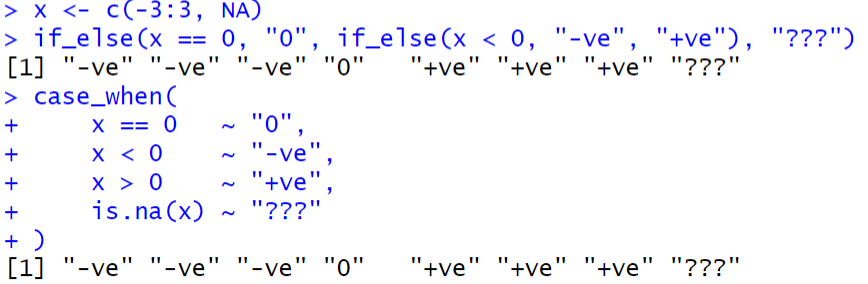 > x <- c(-3:3, NA)
> if_else(x == 0, "0", if_else(x < 0, "-ve", "+ve"), "???")
[1] "-ve" "-ve" "-ve" "0"   "+ve" "+ve" "+ve" "???"
> case_when(
+     x == 0   ~ "0",
+     x < 0    ~ "-ve",
+     x > 0    ~ "+ve",
+     is.na(x) ~ "???"
+ )
[1] "-ve" "-ve" "-ve" "0"   "+ve" "+ve" "+ve" "???"